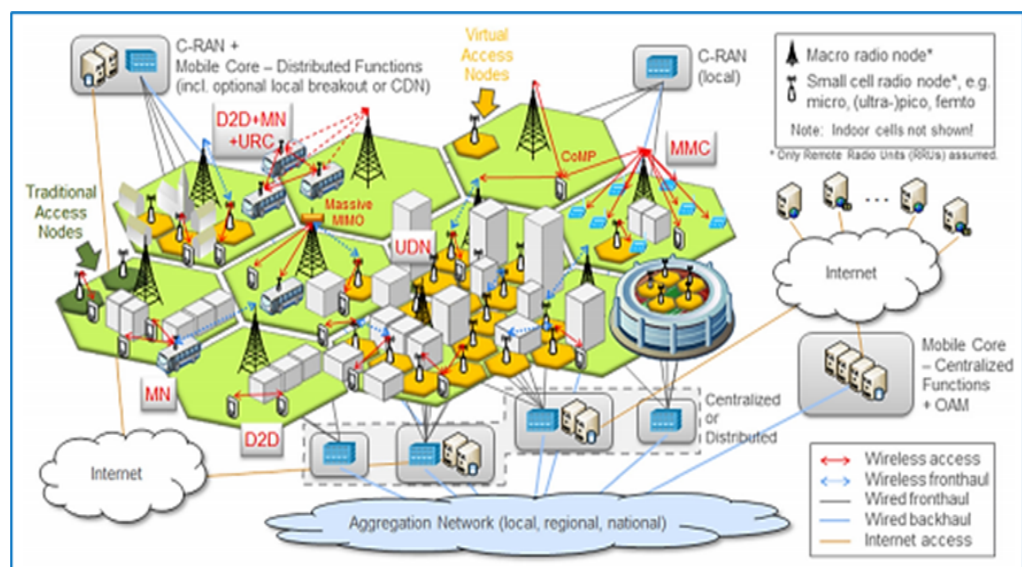 C-RAN +
Mobile Core – Distributed Functions
(incl. optional local breakout or CDN)
Virtual
Access
Nodes
C-RAN
(local)
Macro radio node*
Small cell radio node*, e.g.
micro, (ultra-)pico, femto
Note: Indoor cells not shown!
* Only Remote Radio Units (RRUs) assumed.
D2D+MN
+URC
CoMP
MMC
Traditional
Access
Nodes
Massive
MIMO
UDN
...
Internet
Mobile Core
– Centralized
Functions
+ OAM
MN
D2D
Centralized
or
Distributed
Internet
Aggregation Network (local, regional, national)
Wireless access
Wireless fronthaul
Wired fronthaul
Wired backhaul
Internet access